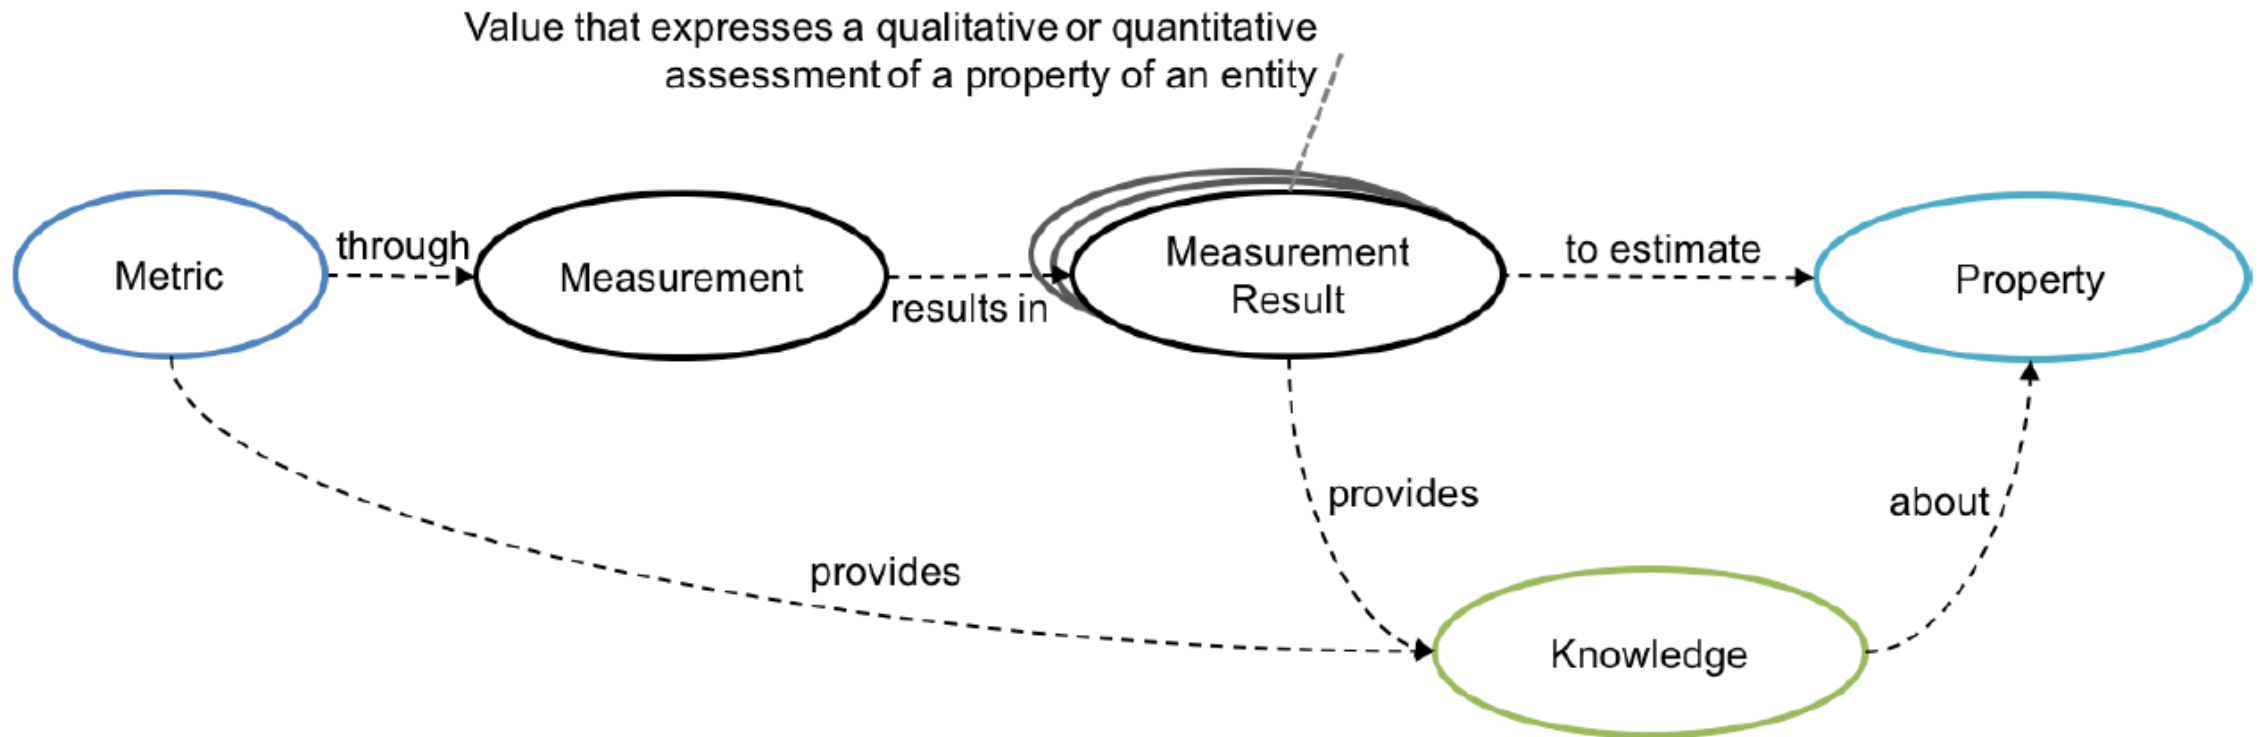 Value that expresses a qualitative or quantitative
assessment of a property of an entity
Metric
through
Measurement
results in
Measurement
Result
to estimate
Property
provides
provides
about
Knowledge